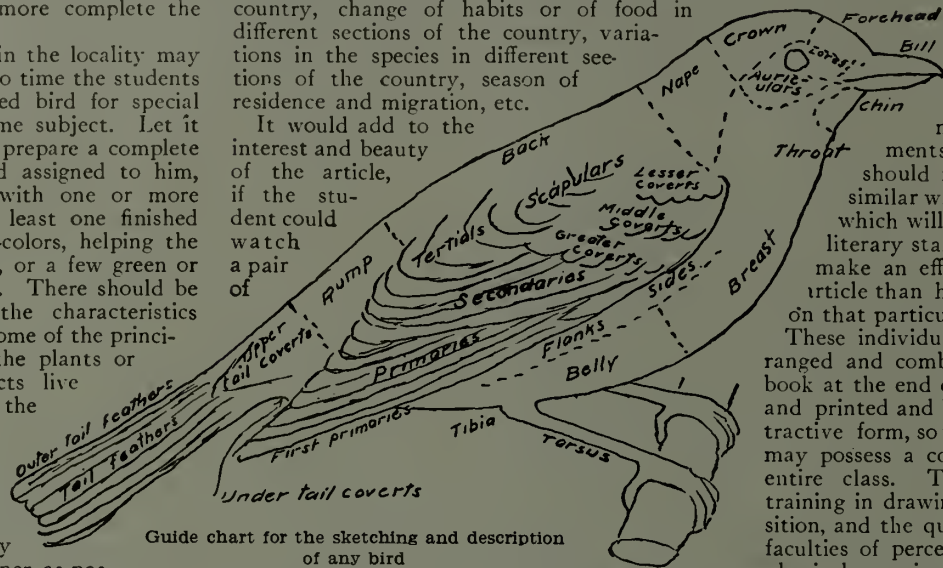 more complete the
in the locality may
o time the students
ed bird for special
me subject. Let it
prepare a complete
d assigned to him,
with one or more
least one finished
-colors, helping the
, or a few green or
. There should be
the characteristics
ome of the princi-
he plants or
cts live
the
y
country, change of habits or of food in
different sections of the country, varia-
tions in the species in different sec-
tions of the country, season of
residence and migration, etc.
It would add to the
interest and beauty
of the article,
if the stu-
dent could
watch
a pair
of
Crown
Forehead
Bill
Lores
Auric-
ulars
Chin
Nape
Throat
Back
Scapulars
Lesser
Coverts
Middle
Coverts
Greater
Coverts
Tertials
Secondaries
Sides
Breast
Rump
Upper
tail coverts
Primaries
Flanks
Belly
Outer tail feathers
Tail feathers
First primaries
Tibia
Tarsus
Under tail coverts
Guide chart for the sketching and description
of any bird
ments
should
similar w
which will
literary sta
make an eff
article than h
on that particu
These individu
ranged and comb
book at the end
and printed and
tractive form, so
may possess a co
entire class. T
training in drawin
sition, and the qu
faculties of perce